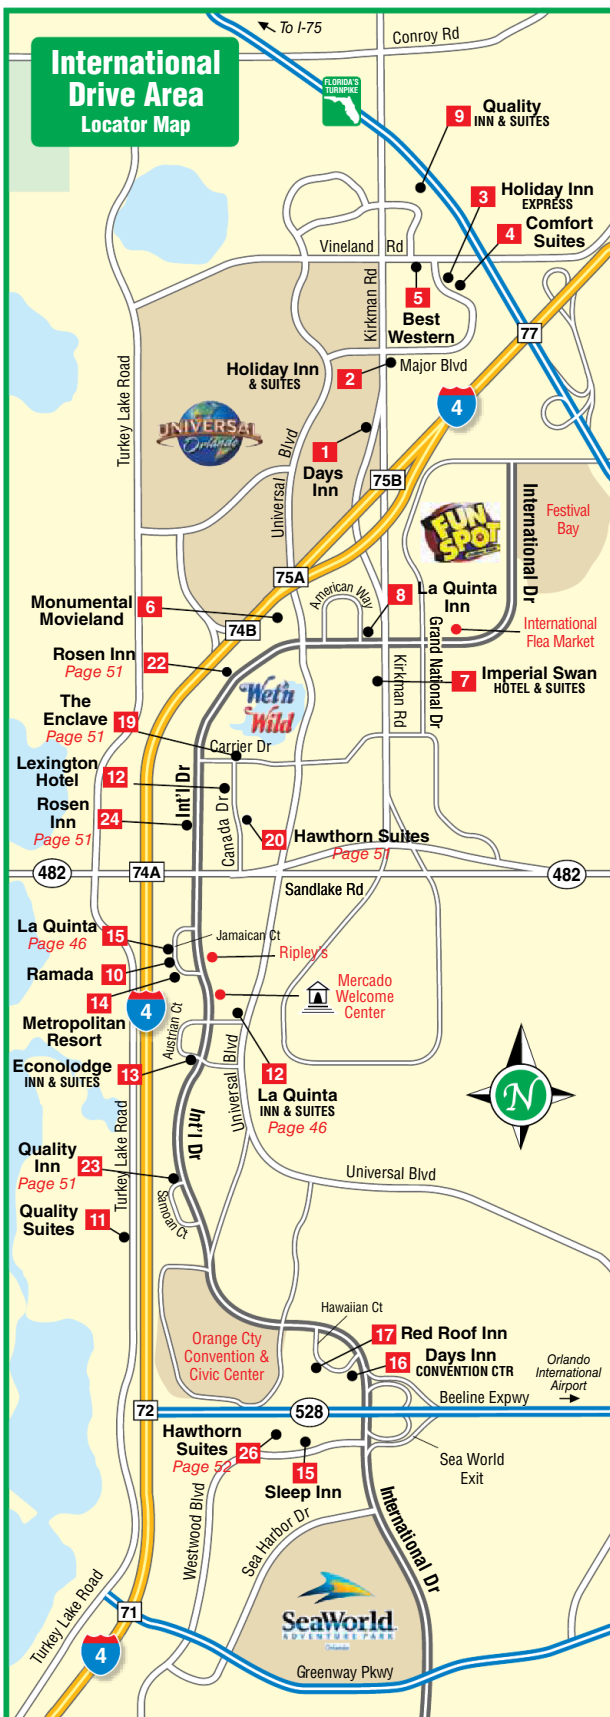 To I-75
Conroy Rd
International
Drive Area
Locator Map
FLORIDA'S
TURNPIKE
9 Quality
INN & SUITES
3 Holiday Inn
EXPRESS
4 Comfort
Suites
Vineland Rd
5
Best
Western
Kirkman Rd
77
Holiday Inn
& SUITES
2
Major Blvd
Turkey Lake Road
4
UNIVERSAL
Orlando
Universal Blvd
1
Days
Inn
75B
FUN
SPOT
International Dr
Festival
Bay
75A
American Way
Monumental
Movieland
6
8 La Quinta
Inn
74B
International
Flea Market
Grand National Dr
Rosen Inn
Page 51
22
7 Imperial Swan
HOTEL & SUITES
Kirkman Rd
Wet'n
Wild
The
Enclave
Page 51
19
Carrier Dr
Lexington
Hotel
12
Int'l Dr
Canada Dr
Rosen
Inn
Page 51
24
20 Hawthorn Suites
Page 51
482
74A
482
Sandlake Rd
La Quinta
Page 46
15
Jamaican Ct
Ripley's
Ramada 10
14
Metropolitan
Resort
4
Mercado
Welcome
Center
Austrian Ct
Universal Blvd
Econolodge
INN & SUITES
13
12
La Quinta
INN & SUITES
Page 46
N
Turkey Lake Road
Int'l Dr
Quality
Inn
Page 51
23
Universal Blvd
Samoan Ct
Quality
Suites
11
Hawaiian Ct
Orange Cty
Convention &
Civic Center
17 Red Roof Inn
16 Days Inn
CONVENTION CTR
Orlando
International
Airport
Beeline Expwy
72
528
Hawthorn
Suites
Page 52
26
15
Sleep Inn
Sea World
Exit
Westwood Blvd
Sea Harbor Dr
International Dr
SeaWorld
ADVENTURE PARK
Orlando
Turkey Lake Road
71
4
Greenway Pkwy